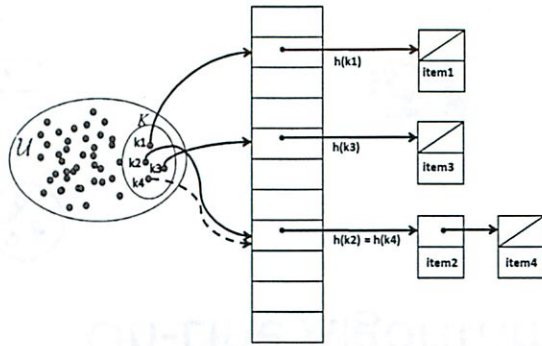 U
K
k1
k2
k3
k4
h(k1)
item1
h(k3)
item3
h(k2) = h(k4)
item2
item4